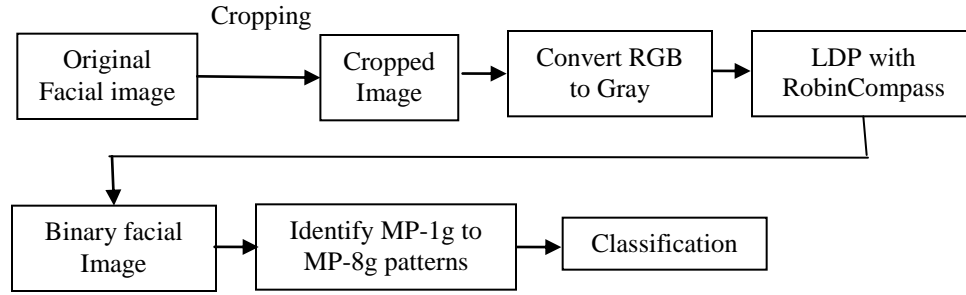 Cropping
Original
Facial image
Cropped
Image
Convert RGB
to Gray
LDP with
RobinCompass
Binary facial
Image
Identify MP-1g to
MP-8g patterns
Classification